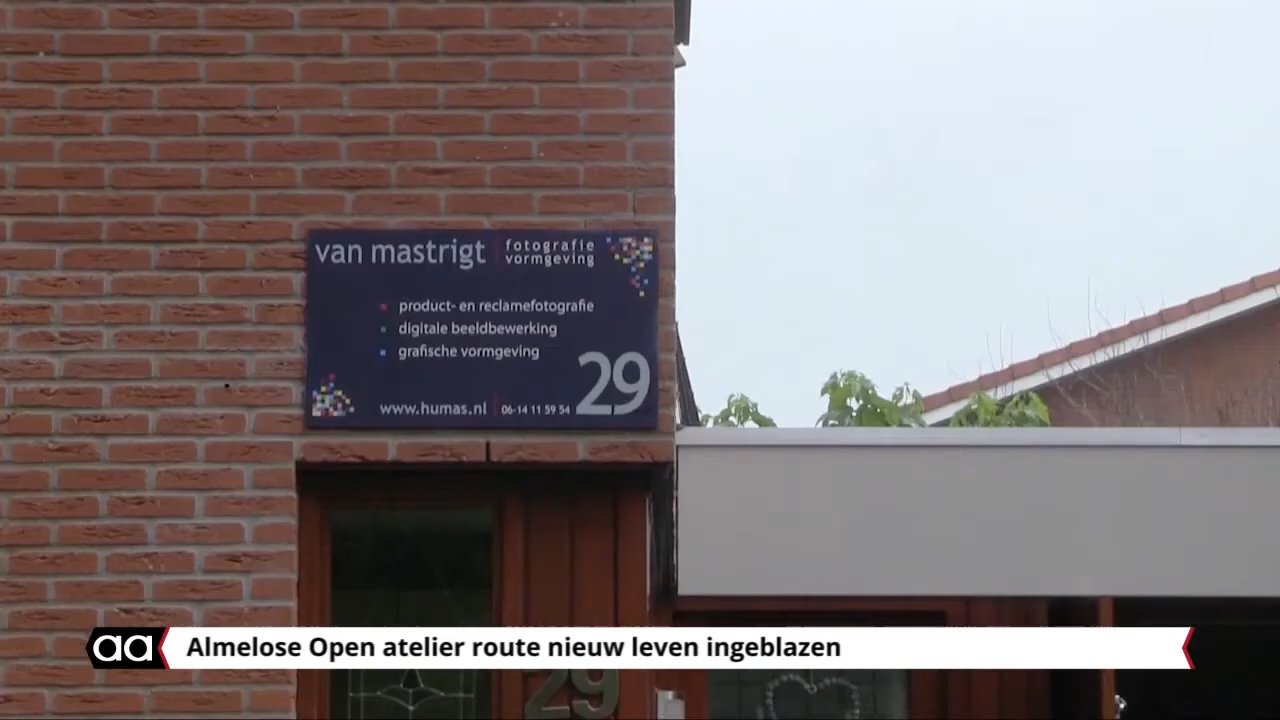 van mastrigt
fotografie
vormgeving
product- en reclamefotografie
digitale beeldbewerking
grafische vormgeving
29
www.humas.nl
06-14 11 59 54
aa Almelose Open atelier route nieuw leven ingeblazen
29